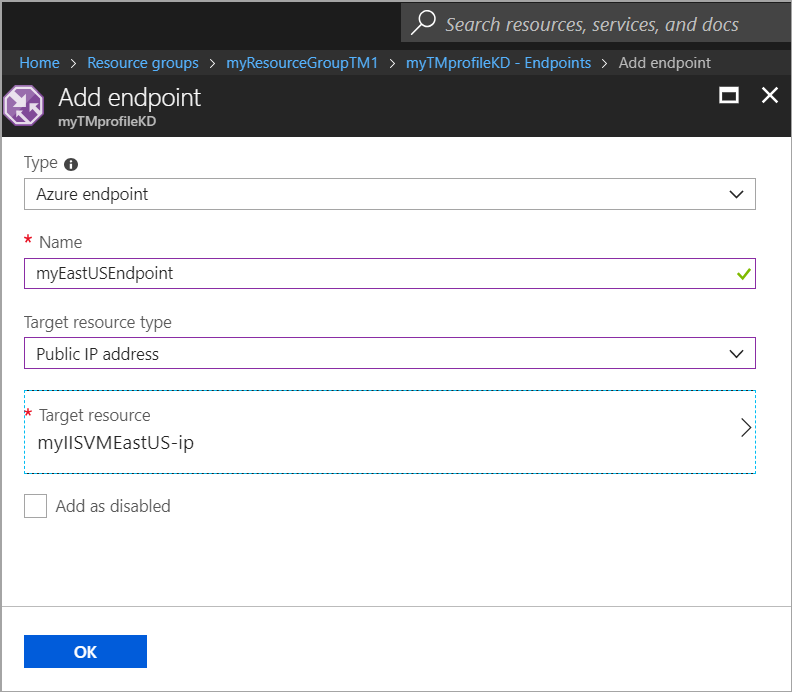 Search resources, services, and docs
Home > Resource groups > myResourceGroupTM1 > myTMprofileKD - Endpoints > Add endpoint
Add endpoint
myTMprofileKD
Type
Azure endpoint
* Name
myEastUSEndpoint
Target resource type
Public IP address
* Target resource
myIISVMEastUS-ip
Add as disabled
OK